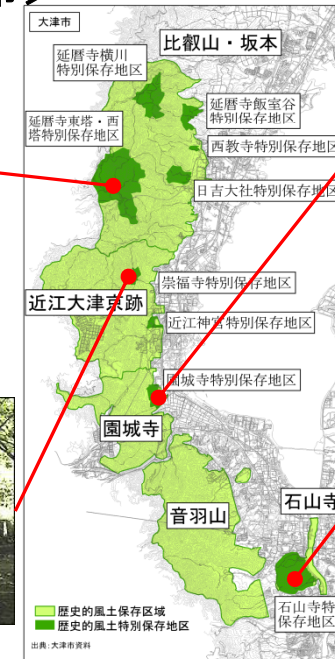 大津市
比叡山・坂本
延暦寺横川
特別保存地区
延暦寺飯室谷
特別保存地区
延暦寺東塔・西
塔特別保存地区
西教寺特別保存地区
日吉大社特別保存地区
崇福寺特別保存地区
近江大津京跡
近江神宮特別保存地区
園城寺特別保存地区
園城寺
石山寺
音羽山
石山寺特
保存地区
歴史的風土保存区域
歴史的風土特別保存地区
出典:大津市資料